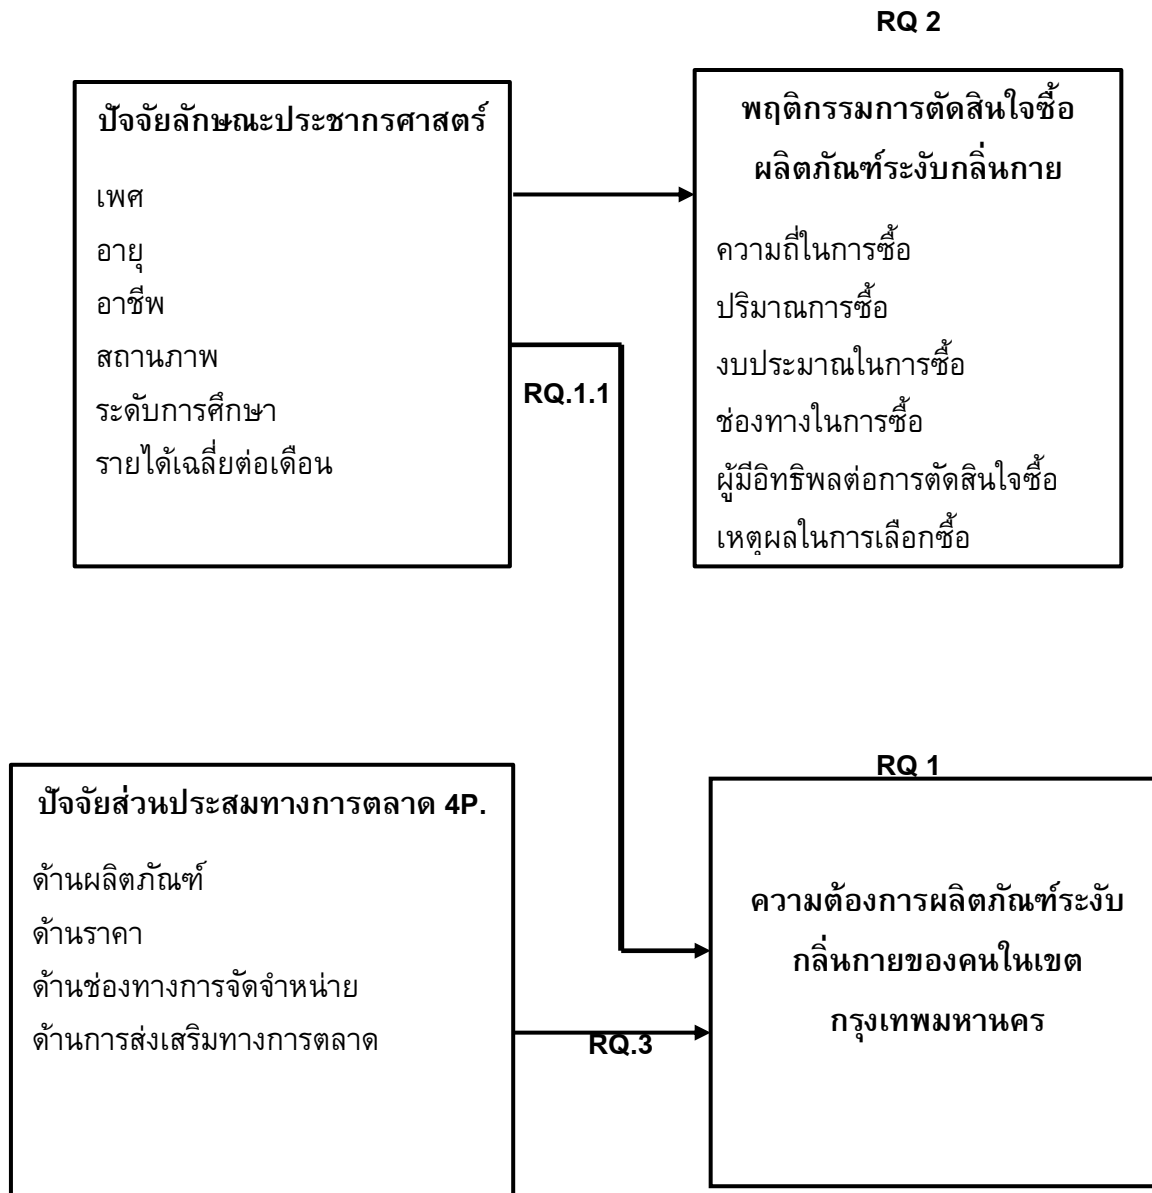 RQ 2
ปัจจัยลักษณะประชากรศาสตร์
เพศ
อายุ
อาชีพ
สถานภาพ
ระดับการศึกษา
รายได้เฉลี่ยต่อเดือน
พฤติกรรมการตัดสินใจซื้อ
ผลิตภัณฑ์ระงับกลิ่นกาย
ความถี่ในการซื้อ
ปริมาณการซื้อ
งบประมาณในการซื้อ
ช่องทางในการซื้อ
ผู้มีอิทธิพลต่อการตัดสินใจซื้อ
เหตุผลในการเลือกซื้อ
RQ.1.1
ปัจจัยส่วนประสมทางการตลาด 4P.
ด้านผลิตภัณฑ์
ด้านราคา
ด้านช่องทางการจัดจำหน่าย
ด้านการส่งเสริมทางการตลาด
RQ.3
RQ 1
ความต้องการผลิตภัณฑ์ระงับ
กลิ่นกายของคนในเขต
กรุงเทพมหานคร